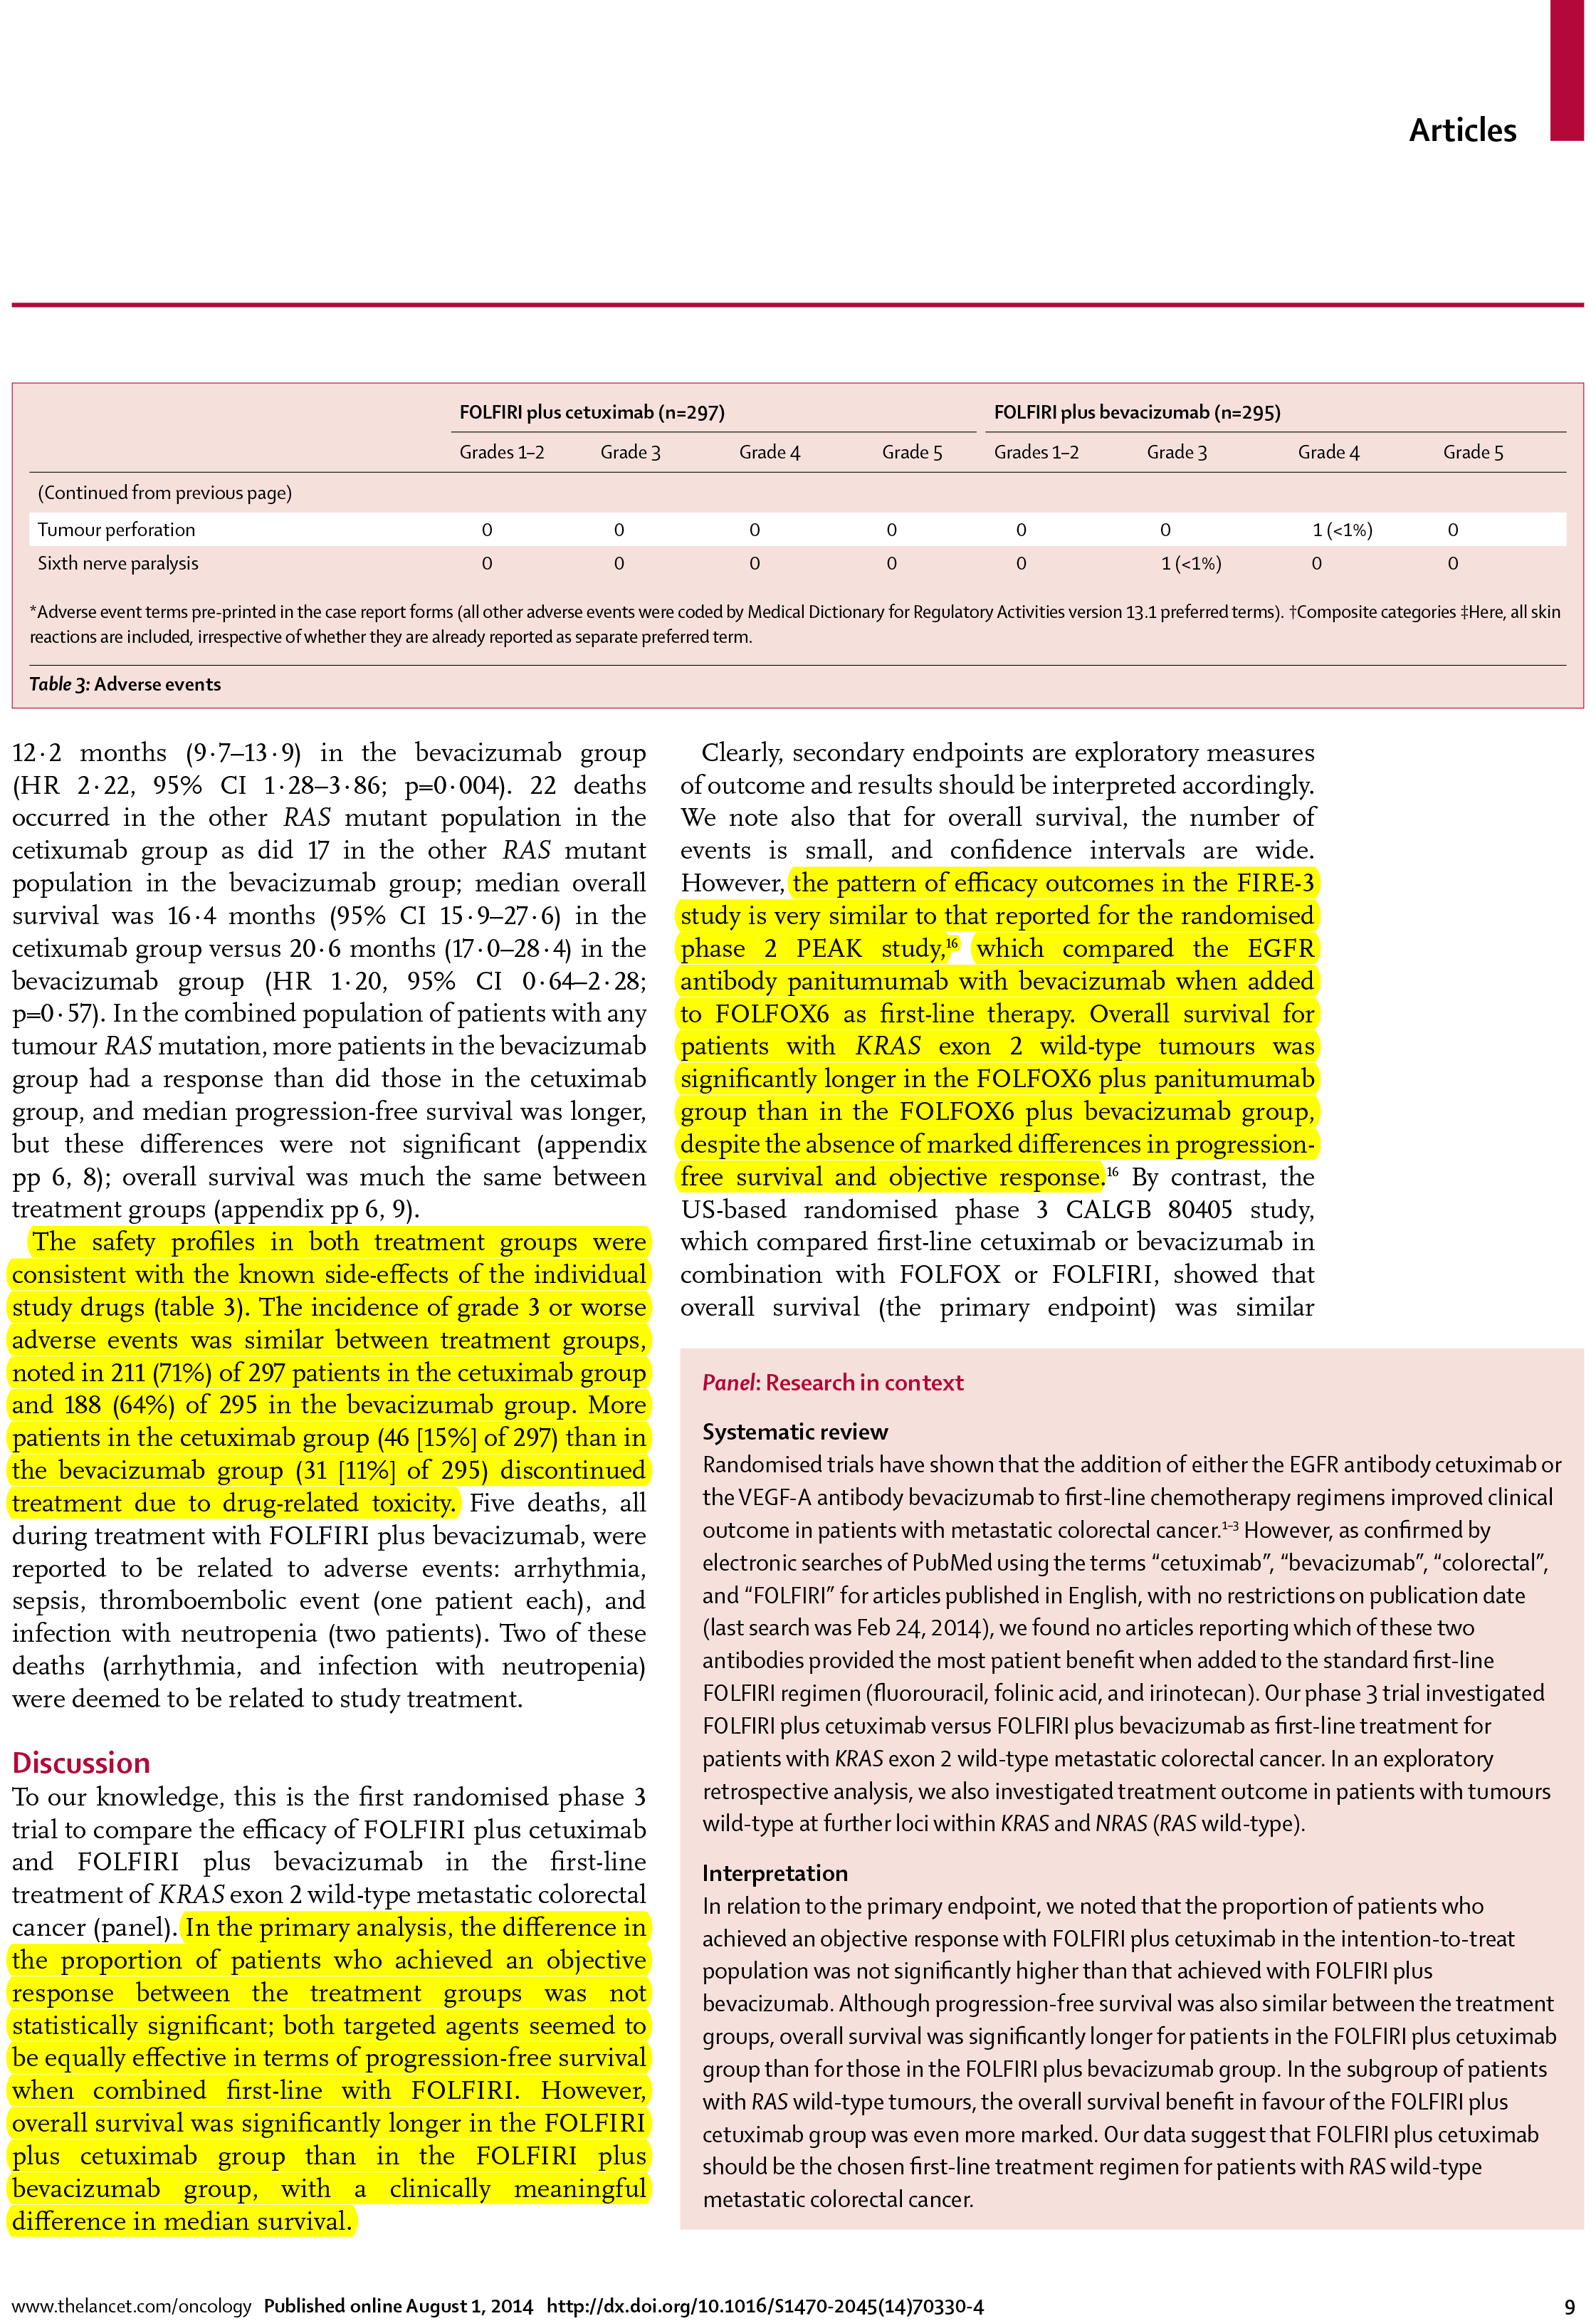 Articles
FOLFIRI plus cetuximab (n=297) FOLFIRI plus bevacizumab (n=295)
Grades 1–2 Grade 3 Grade 4 Grade 5 Grades 1–2 Grade 3 Grade 4 Grade 5
(Continued from previous page)
Tumour perforation 0 0 0 0 0 0 1 (<1%) 0
Sixth nerve paralysis 0 0 0 0 0 1 (<1%) 0 0
*Adverse event terms pre-printed in the case report forms (all other adverse events were coded by Medical Dictionary for Regulatory Activities version 13.1 preferred terms). †Composite categories ‡Here, all skin
reactions are included, irrespective of whether they are already reported as separate preferred term.
Table 3: Adverse events
12·2 months (9·7–13·9) in the bevacizumab group
(HR 2·22, 95% CI 1·28–3·86; p=0·004). 22 deaths
occurred in the other RAS mutant population in the
cetixumab group as did 17 in the other RAS mutant
population in the bevacizumab group; median overall
survival was 16·4 months (95% CI 15·9–27·6) in the
cetixumab group versus 20·6 months (17·0–28·4) in the
bevacizumab group (HR 1·20, 95% CI 0·64–2·28;
p=0·57). In the combined population of patients with any
tumour RAS mutation, more patients in the bevacizumab
group had a response than did those in the cetuximab
group, and median progression-free survival was longer,
but these differences were not significant (appendix
pp 6, 8); overall survival was much the same between
treatment groups (appendix pp 6, 9).
The safety profiles in both treatment groups were
consistent with the known side-effects of the individual
study drugs (table 3). The incidence of grade 3 or worse
adverse events was similar between treatment groups,
noted in 211 (71%) of 297 patients in the cetuximab group
and 188 (64%) of 295 in the bevacizumab group. More
patients in the cetuximab group (46 [15%] of 297) than in
the bevacizumab group (31 [11%] of 295) discontinued
treatment due to drug-related toxicity. Five deaths, all
during treatment with FOLFIRI plus bevacizumab, were
reported to be related to adverse events: arrhythmia,
sepsis, thromboembolic event (one patient each), and
infection with neutropenia (two patients). Two of these
deaths (arrhythmia, and infection with neutropenia)
were deemed to be related to study treatment.
Discussion
To our knowledge, this is the first randomised phase 3
trial to compare the efficacy of FOLFIRI plus cetuximab
and FOLFIRI plus bevacizumab in the first-line
treatment of KRAS exon 2 wild-type metastatic colorectal
cancer (panel). In the primary analysis, the difference in
the proportion of patients who achieved an objective
response between the treatment groups was not
statistically significant; both targeted agents seemed to
be equally effective in terms of progression-free survival
when combined first-line with FOLFIRI. However,
overall survival was significantly longer in the FOLFIRI
plus cetuximab group than in the FOLFIRI plus
bevacizumab group, with a clinically meaningful
difference in median survival.
Clearly, secondary endpoints are exploratory measures
of outcome and results should be interpreted accordingly.
We note also that for overall survival, the number of
events is small, and confidence intervals are wide.
However, the pattern of efficacy outcomes in the FIRE-3
study is very similar to that reported for the randomised
phase 2 PEAK study,16 which compared the EGFR
antibody panitumumab with bevacizumab when added
to FOLFOX6 as first-line therapy. Overall survival for
patients with KRAS exon 2 wild-type tumours was
significantly longer in the FOLFOX6 plus panitumumab
group than in the FOLFOX6 plus bevacizumab group,
despite the absence of marked differences in progression-
free survival and objective response.16 By contrast, the
US-based randomised phase 3 CALGB 80405 study,
which compared first-line cetuximab or bevacizumab in
combination with FOLFOX or FOLFIRI, showed that
overall survival (the primary endpoint) was similar
Panel: Research in context
Systematic review
Randomised trials have shown that the addition of either the EGFR antibody cetuximab or
the VEGF-A antibody bevacizumab to first-line chemotherapy regimens improved clinical
outcome in patients with metastatic colorectal cancer.1–3 However, as confirmed by
electronic searches of PubMed using the terms “cetuximab”, “bevacizumab”, “colorectal”,
and “FOLFIRI” for articles published in English, with no restrictions on publication date
(last search was Feb 24, 2014), we found no articles reporting which of these two
antibodies provided the most patient benefit when added to the standard first-line
FOLFIRI regimen (fluorouracil, folinic acid, and irinotecan). Our phase 3 trial investigated
FOLFIRI plus cetuximab versus FOLFIRI plus bevacizumab as first-line treatment for
patients with KRAS exon 2 wild-type metastatic colorectal cancer. In an exploratory
retrospective analysis, we also investigated treatment outcome in patients with tumours
wild-type at further loci within KRAS and NRAS (RAS wild-type).
Interpretation
In relation to the primary endpoint, we noted that the proportion of patients who
achieved an objective response with FOLFIRI plus cetuximab in the intention-to-treat
population was not significantly higher than that achieved with FOLFIRI plus
bevacizumab. Although progression-free survival was also similar between the treatment
groups, overall survival was significantly longer for patients in the FOLFIRI plus cetuximab
group than for those in the FOLFIRI plus bevacizumab group. In the subgroup of patients
with RAS wild-type tumours, the overall survival benefit in favour of the FOLFIRI plus
cetuximab group was even more marked. Our data suggest that FOLFIRI plus cetuximab
should be the chosen first-line treatment regimen for patients with RAS wild-type
metastatic colorectal cancer.
www.thelancet.com/oncology Published online August 1, 2014 http://dx.doi.org/10.1016/S1470-2045(14)70330-4 9